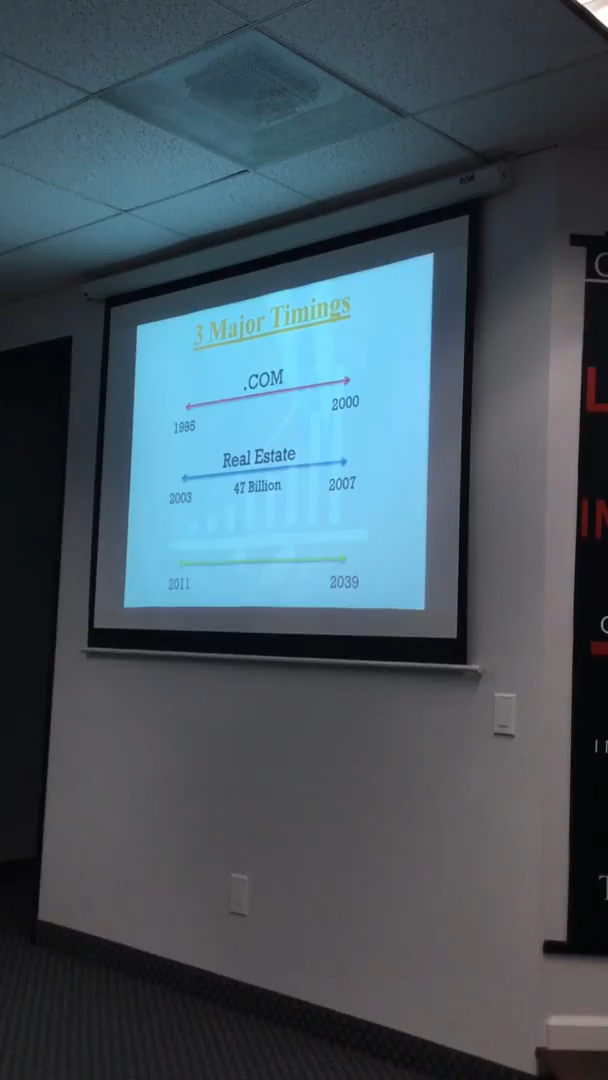 3 Major Timings
.COM
1995
2000
Real Estate
2003
47 Billion
2007
2011
2039